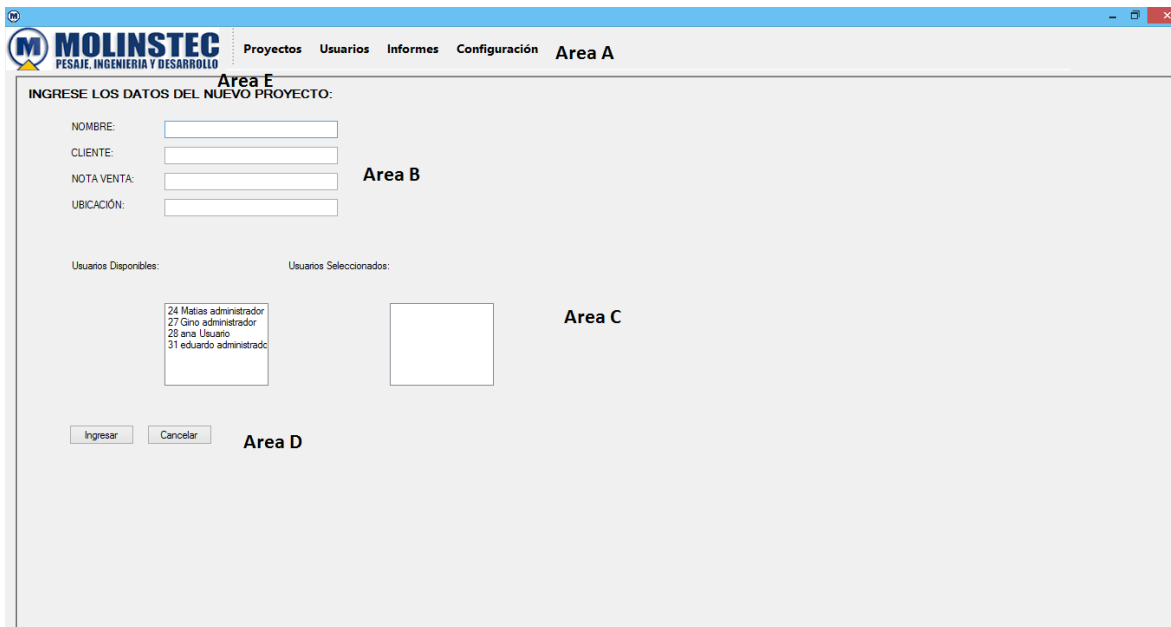 M
M MOLINSTEC
PESAJE, INGENIERIA Y DESARROLLO
Proyectos Usuarios Informes Configuración Area A
Area E
INGRESE LOS DATOS DEL NUEVO PROYECTO:
NOMBRE:
CLIENTE:
Area B
NOTA VENTA:
UBICACIÓN:
Usuarios Disponibles: Usuarios Seleccionados:
24 Matias administrador
27 Gino administrador
28 ana Usuario
31 eduardo administrado
Area C
Ingresar Cancelar Area D